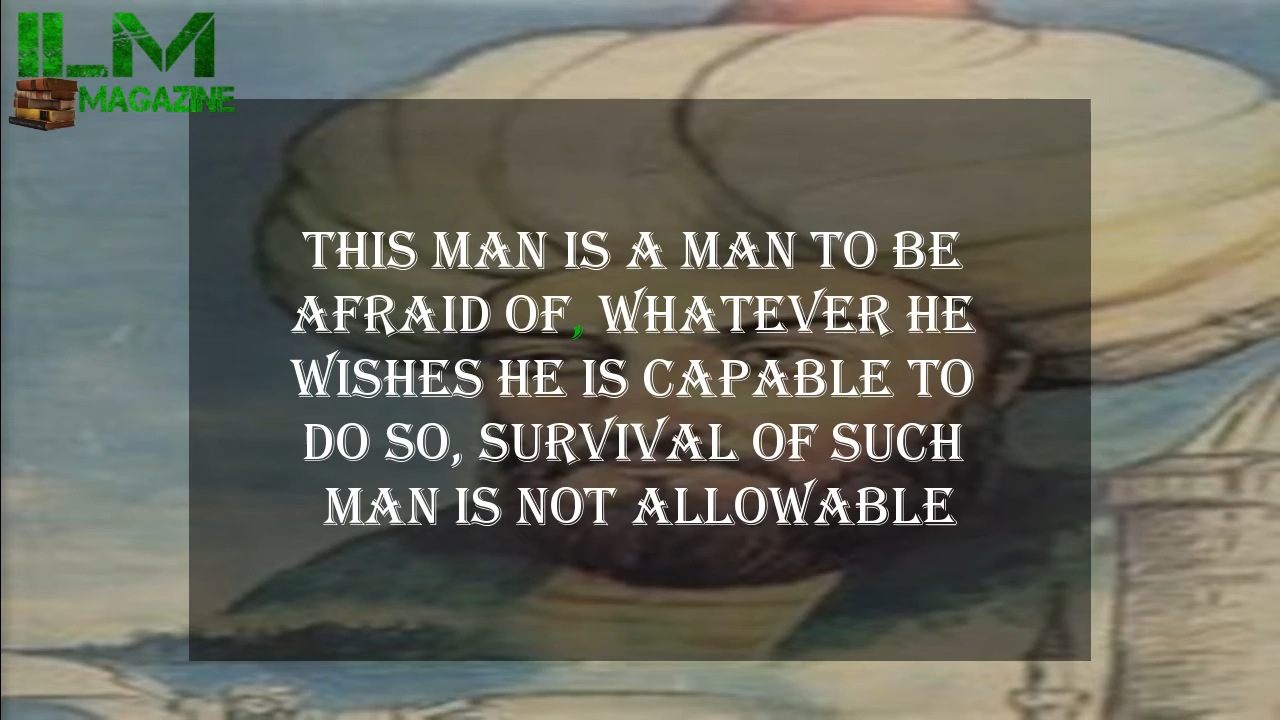 ILM
MAGAZINE
THIS MAN IS A MAN TO BE
AFRAID OF, WHATEVER HE
WISHES HE IS CAPABLE TO
DO SO, SURVIVAL OF SUCH
MAN IS NOT ALLOWABLE